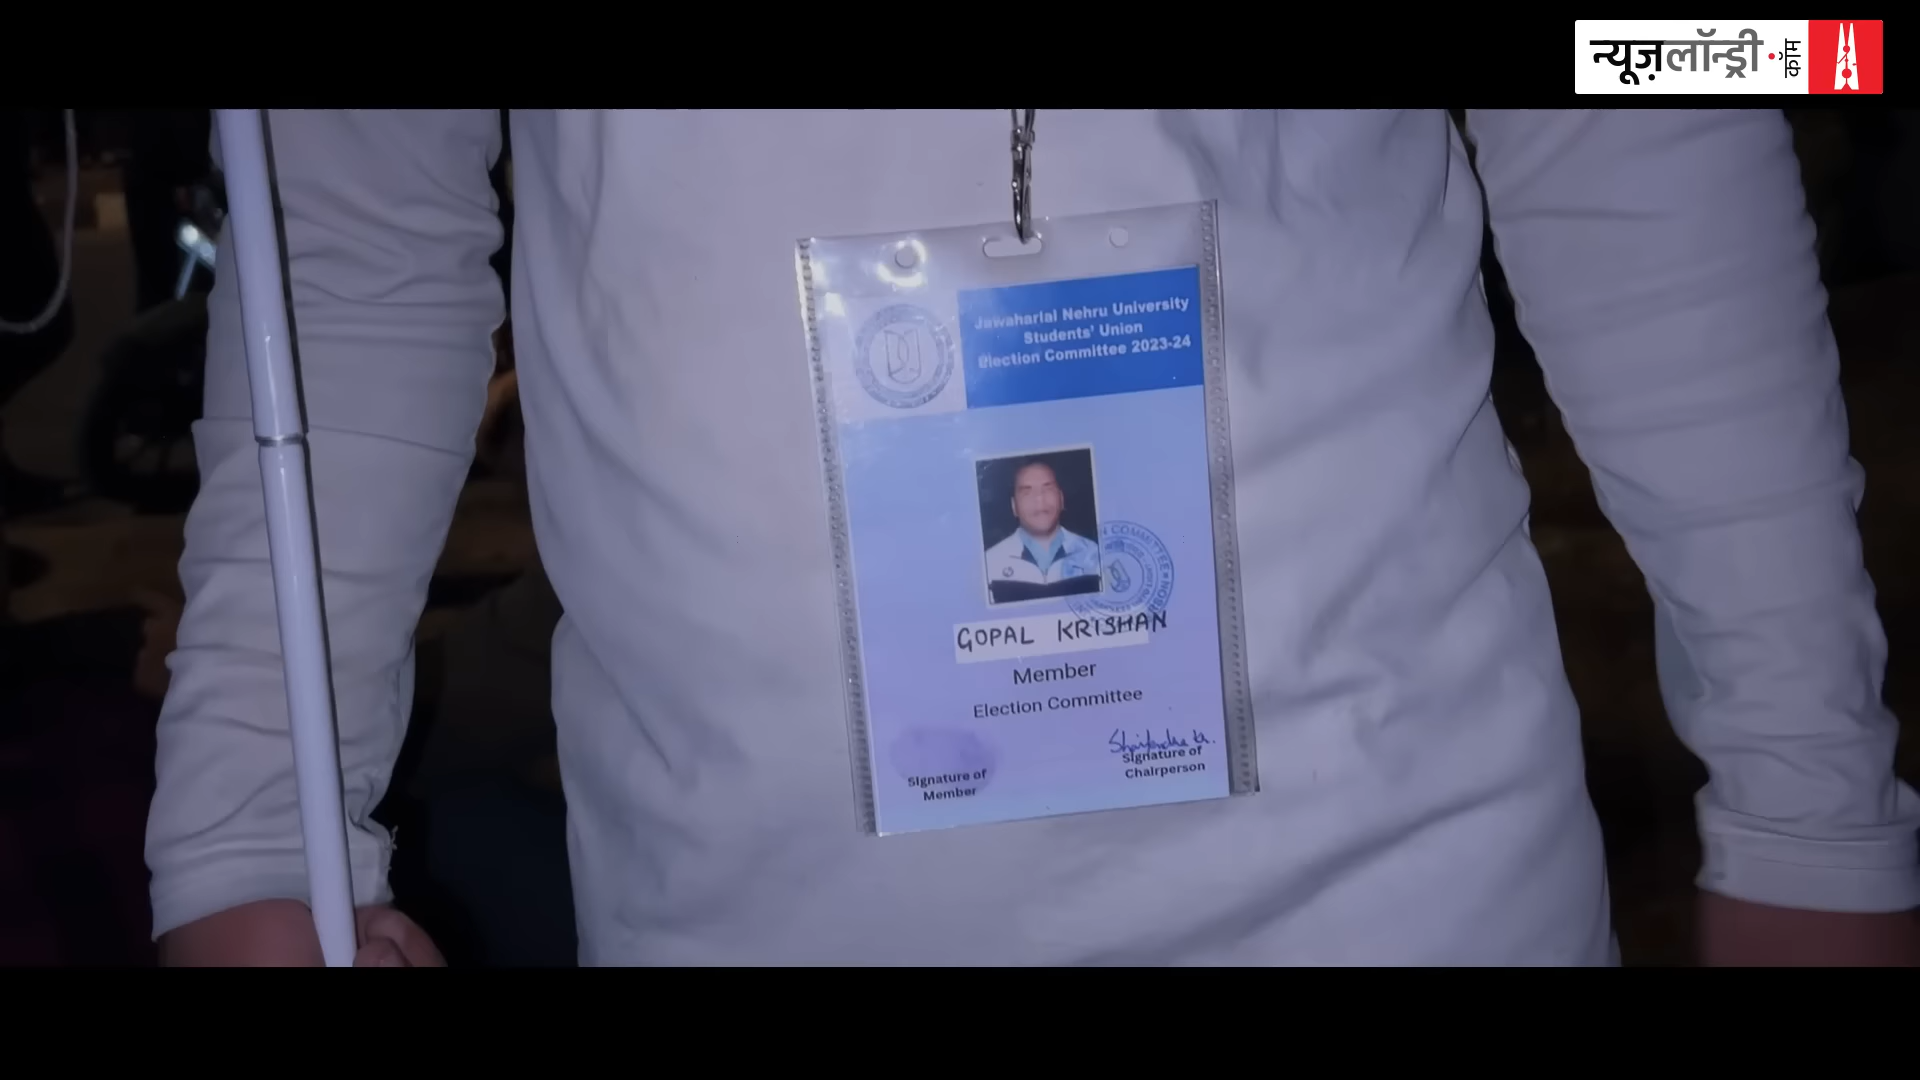 न्यूज़लॉन्ड्री.कॉम
Jawaharlal Nehru University
Students' Union
Election Committee 2023-24
COMMITTEE
GOPAL KRISHAN
Member
Election Committee
Signature of
Member
Signature of
Chairperson